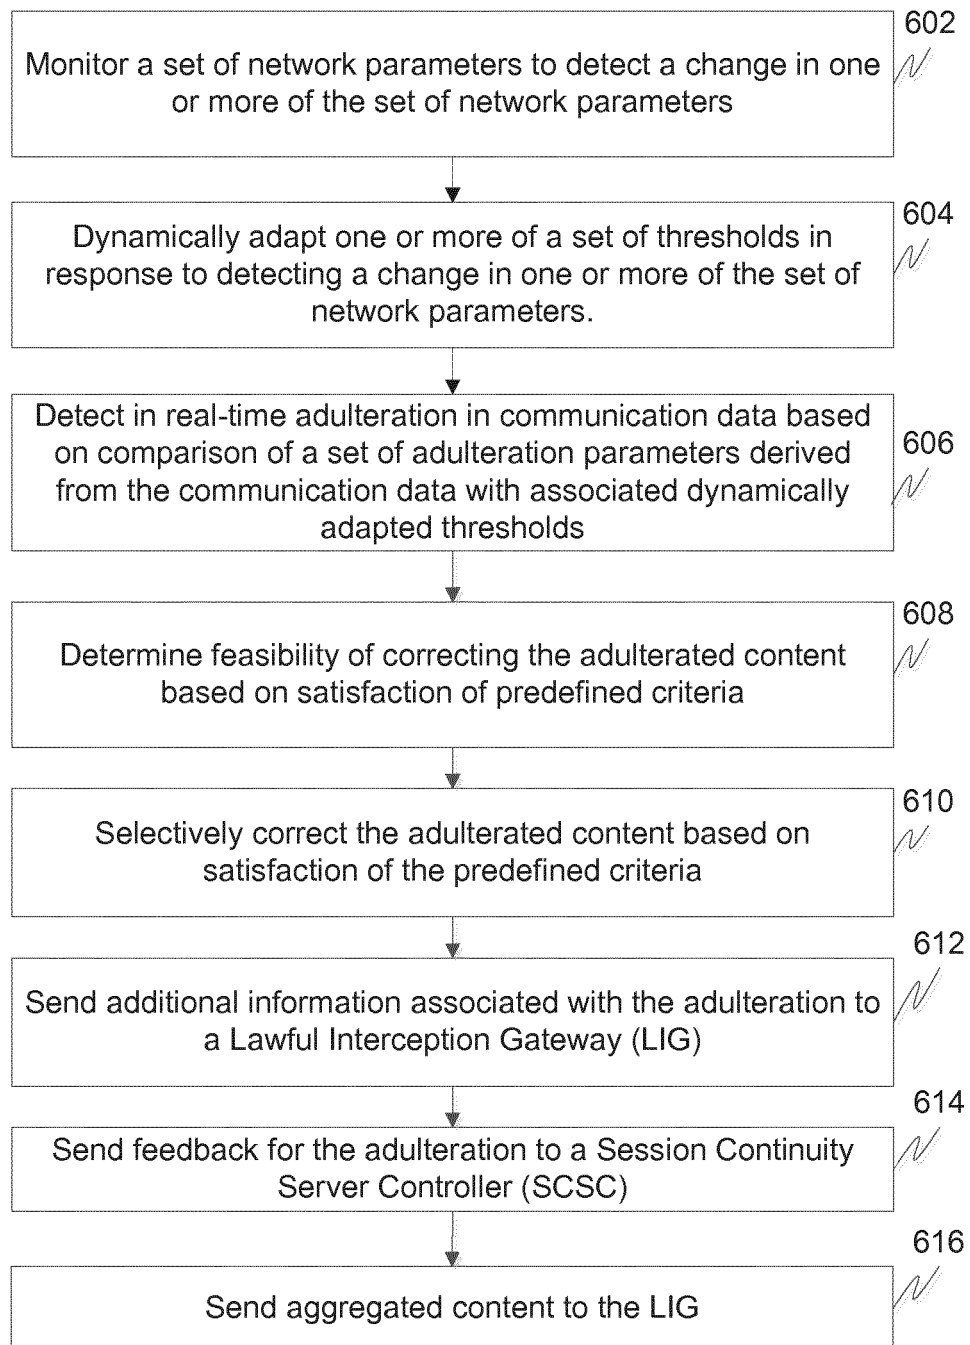 602
Monitor a set of network parameters to detect a change in one
or more of the set of network parameters
604
Dynamically adapt one or more of a set of thresholds in
response to detecting a change in one or more of the set of
network parameters.
606
Detect in real-time adulteration in communication data based
on comparison of a set of adulteration parameters derived
from the communication data with associated dynamically
adapted thresholds
608
Determine feasibility of correcting the adulterated content
based on satisfaction of predefined criteria
610
Selectively correct the adulterated content based on
satisfaction of the predefined criteria
612
Send additional information associated with the adulteration to
a Lawful Interception Gateway (LIG)
614
Send feedback for the adulteration to a Session Continuity
Server Controller (SCSC)
616
Send aggregated content to the LIG